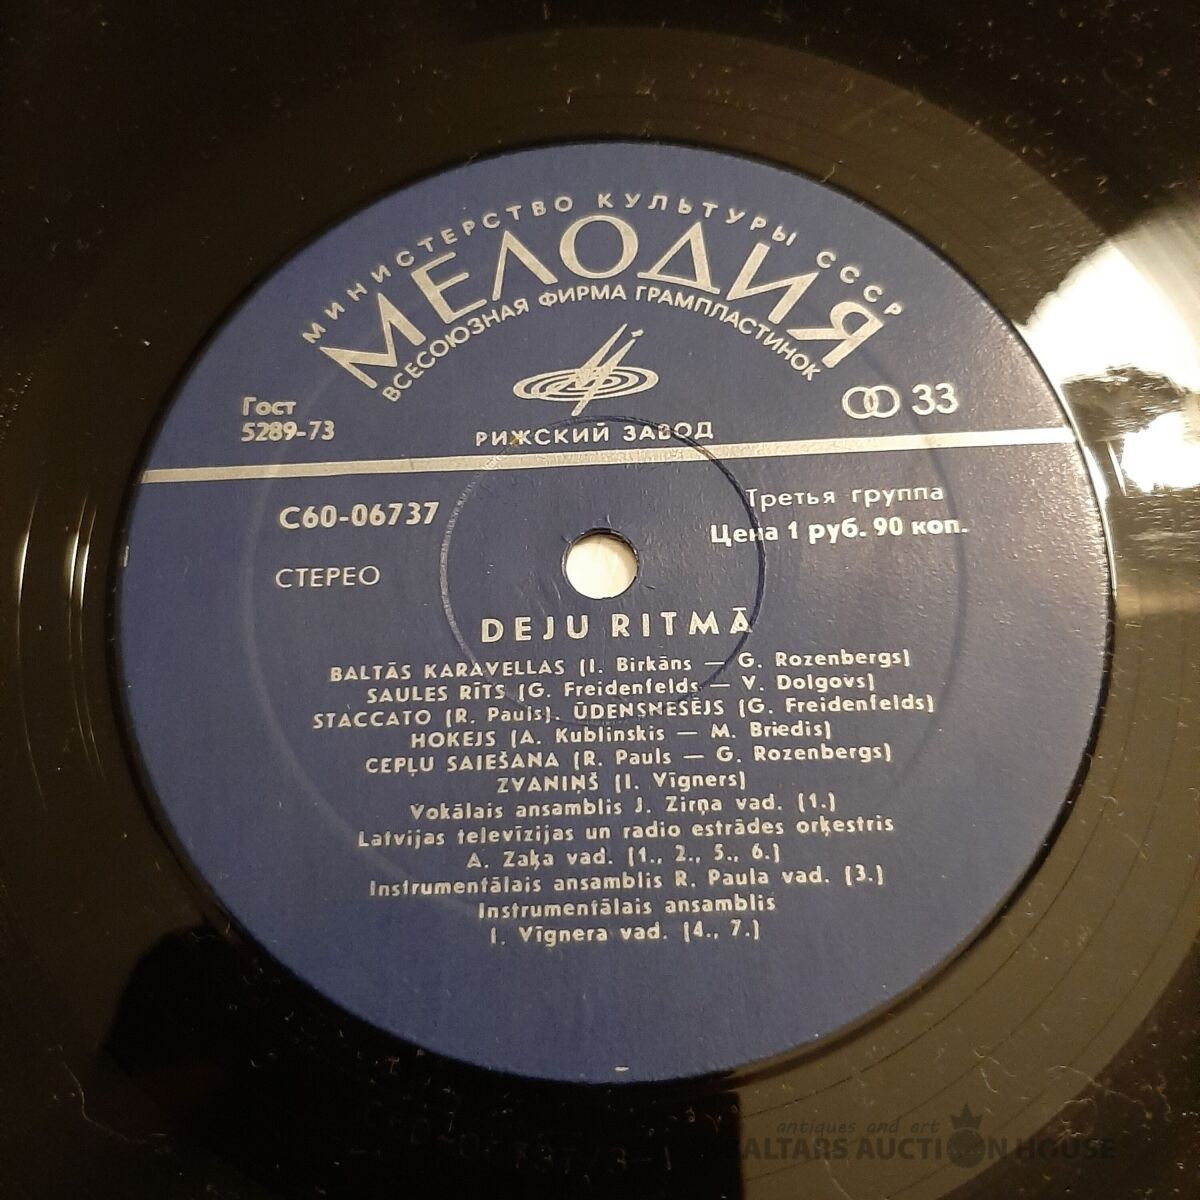 МИНИСТЕРСТВО КУЛЬТУРЫ СССР
МЕЛОДИЯ
ВСЕСОЮЗНАЯ ФИРМА ГРАМПЛАСТИНОК
Гост
5289-73
33
РИЖСКИЙ ЗАВОД
С60-06737
Третья группа
Цена 1 руб. 90 коп.
СТЕРЕО
DEJU RITMĀ
BALTĀS KARAVELLAS (I. Birkāns — G. Rozenbergs)
SAULES RĪTS (G. Freidenfelds — V. Dolgovs)
STACCATO (R. Pauls). ŪDENSNESĒJS (G. Freidenfelds)
HOKEJS (A. Kublinskis — M. Briedis)
CEPĻU SAIEŠANA (R. Pauls — G. Rozenbergs)
ZVANIŅŠ (I. Vīgners)
Vokālais ansamblis J. Zirņa vad. (1.)
Latvijas televīzijas un radio estrādes orķestris
A. Zaķa vad. (1., 2., 5., 6.)
Instrumentālais ansamblis R. Paula vad. (3.)
Instrumentālais ansamblis
I. Vīgnera vad. (4., 7.)
antiques and art
BALTARS AUCTION HOUSE